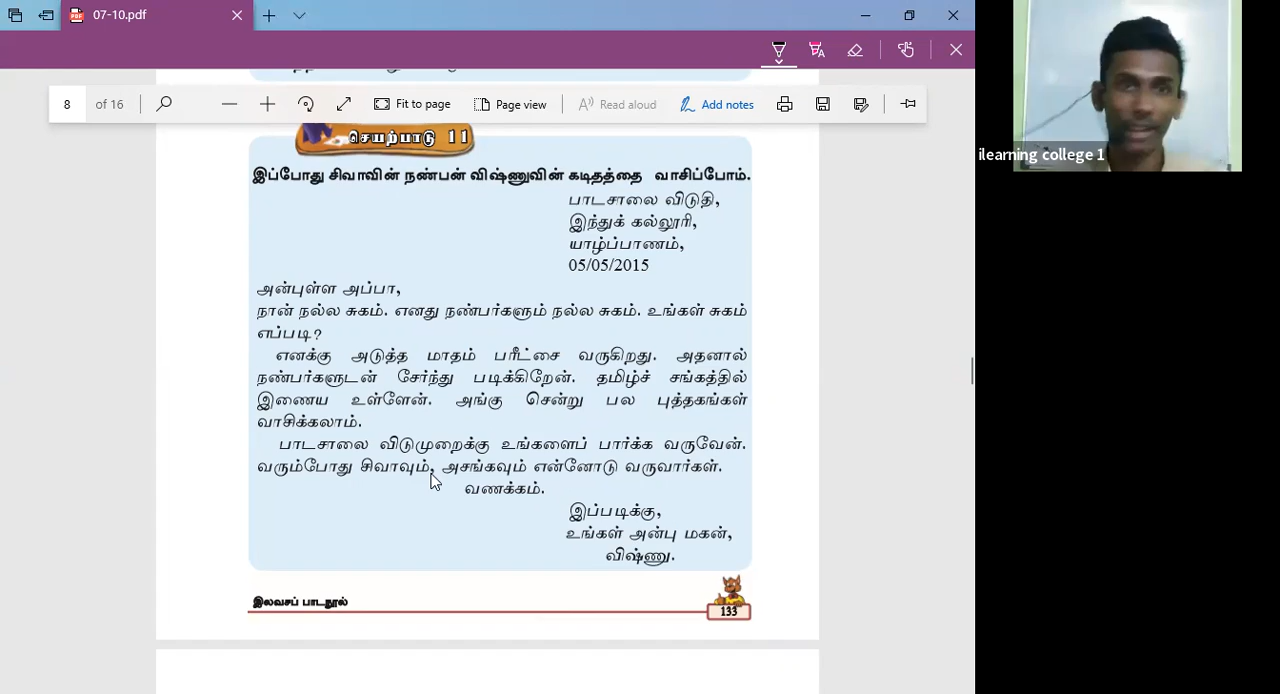 07-10.pdf
8 of 16
Fit to page
Page view
Read aloud
Add notes
ilearning college 1
செயற்பாடு 11
இப்போது சிவாவின் நண்பன் விஷ்ணுவின் கடிதத்தை வாசிப்போம்.
பாடசாலை விடுதி,
இந்துக் கல்லூரி,
யாழ்ப்பாணம்,
05/05/2015
அன்புள்ள அப்பா,
நான் நல்ல சுகம். எனது நண்பர்களும் நல்ல சுகம். உங்கள் சுகம்
எப்படி?
எனக்கு அடுத்த மாதம் பரீட்சை வருகிறது. அதனால்
நண்பர்களுடன் சேர்ந்து படிக்கிறேன். தமிழ்ச் சங்கத்தில்
இணைய உள்ளேன். அங்கு சென்று பல புத்தகங்கள்
வாசிக்கலாம்.
பாடசாலை விடுமுறைக்கு உங்களைப் பார்க்க வருவேன்.
வரும்போது சிவாவும், அசங்கவும் என்னோடு வருவார்கள்.
வணக்கம்.
இப்படிக்கு,
உங்கள் அன்பு மகன்,
விஷ்ணு.
இலவசப் பாடநூல்
133